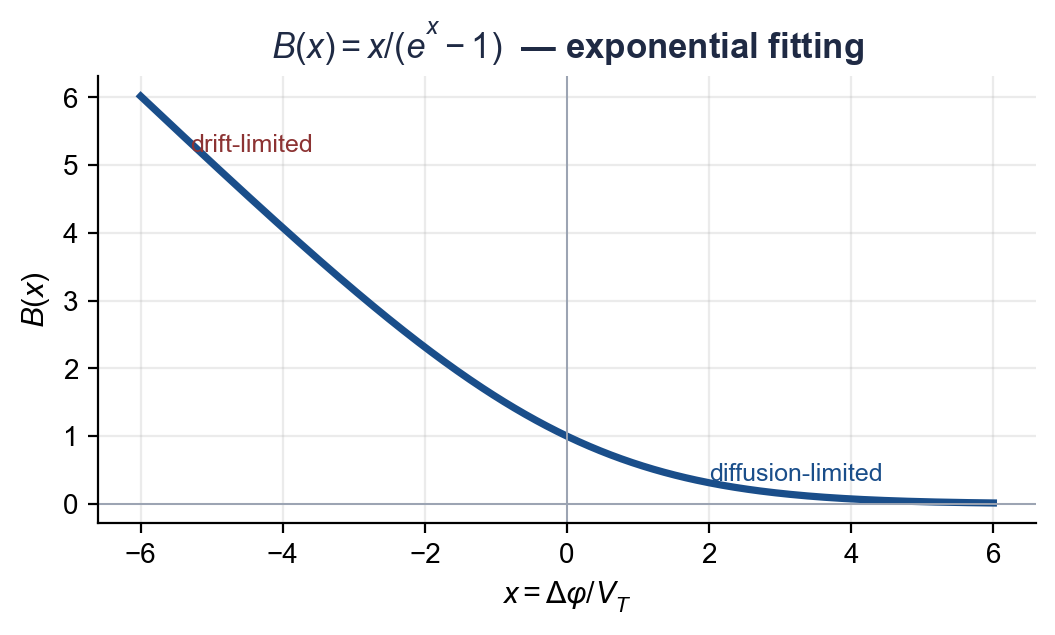 B(x) = x/(e^x − 1) — exponential fitting
6
drift-limited
5
4
3
2
1
diffusion-limited
0
B(x)
−6 −4 −2 0 2 4 6
x = Δφ/V_T